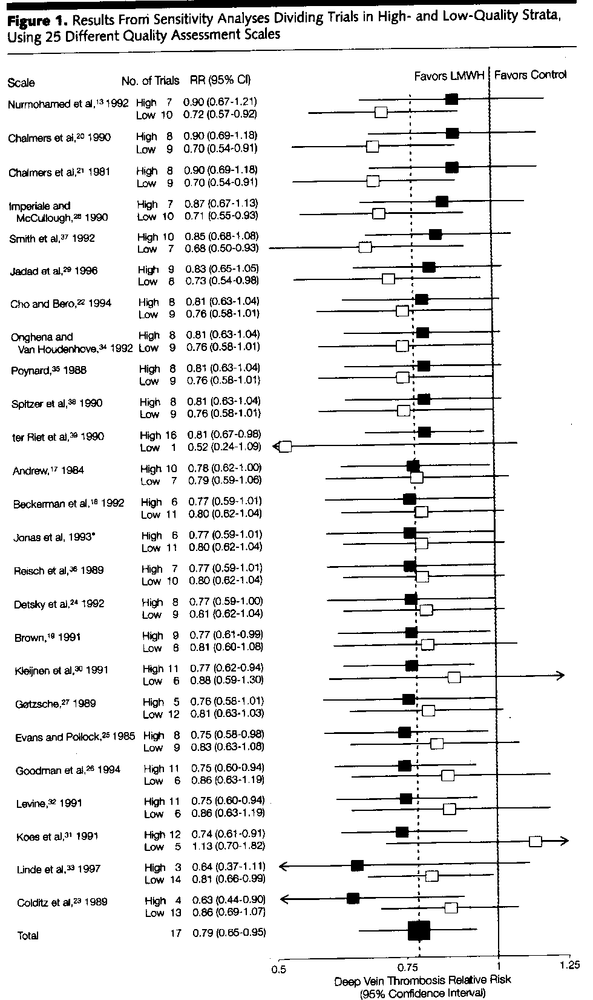 Figure 1. Results From Sensitivity Analyses Dividing Trials in High- and Low-Quality Strata,
Using 25 Different Quality Assessment Scales
Scale No. of Trials RR (95% CI) Favors LMWH Favors Control
Nurmohamed et al,13 1992 High 7 0.90 (0.67-1.21)
Low 10 0.72 (0.57-0.92)
Chalmers et al,20 1990 High 8 0.90 (0.69-1.18)
Low 9 0.70 (0.54-0.91)
Chalmers et al,21 1981 High 8 0.90 (0.69-1.18)
Low 9 0.70 (0.54-0.91)
Imperiale and High 7 0.87 (0.67-1.13)
McCullough,28 1990 Low 10 0.71 (0.55-0.93)
Smith et al,37 1992 High 10 0.85 (0.68-1.08)
Low 7 0.68 (0.50-0.93)
Jadad et al,29 1996 High 9 0.83 (0.65-1.05)
Low 8 0.73 (0.54-0.98)
Cho and Bero,22 1994 High 8 0.81 (0.63-1.04)
Low 9 0.76 (0.58-1.01)
Onghena and High 8 0.81 (0.63-1.04)
Van Houdenhove,34 1992 Low 9 0.76 (0.58-1.01)
Poynard,35 1988 High 8 0.81 (0.63-1.04)
Low 9 0.76 (0.58-1.01)
Spitzer et al,38 1990 High 8 0.81 (0.63-1.04)
Low 9 0.76 (0.58-1.01)
ter Riet et al,39 1990 High 16 0.81 (0.67-0.98)
Low 1 0.52 (0.24-1.09)
Andrew,17 1984 High 10 0.78 (0.62-1.00)
Low 7 0.79 (0.59-1.06)
Beckerman et al,18 1992 High 6 0.77 (0.59-1.01)
Low 11 0.80 (0.62-1.04)
Jonas et al, 1993* High 6 0.77 (0.59-1.01)
Low 11 0.80 (0.62-1.04)
Reisch et al,36 1989 High 7 0.77 (0.59-1.01)
Low 10 0.80 (0.62-1.04)
Detsky et al,24 1992 High 8 0.77 (0.59-1.00)
Low 9 0.81 (0.62-1.04)
Brown,19 1991 High 9 0.77 (0.61-0.99)
Low 8 0.81 (0.60-1.08)
Kleijnen et al,30 1991 High 11 0.77 (0.62-0.94)
Low 6 0.88 (0.59-1.30)
Gøtzsche,27 1989 High 5 0.76 (0.58-1.01)
Low 12 0.81 (0.63-1.03)
Evans and Pollock,25 1985 High 8 0.75 (0.58-0.98)
Low 9 0.83 (0.63-1.08)
Goodman et al,26 1994 High 11 0.75 (0.60-0.94)
Low 6 0.86 (0.63-1.19)
Levine,32 1991 High 11 0.75 (0.60-0.94)
Low 6 0.86 (0.63-1.19)
Koes et al,31 1991 High 12 0.74 (0.61-0.91)
Low 5 1.13 (0.70-1.82)
Linde et al,33 1997 High 3 0.64 (0.37-1.11)
Low 14 0.81 (0.66-0.99)
Colditz et al,23 1989 High 4 0.63 (0.44-0.90)
Low 13 0.86 (0.69-1.07)
Total 17 0.79 (0.65-0.95)
0.5 0.75 1 1.25
Deep Vein Thrombosis Relative Risk
(95% Confidence Interval)